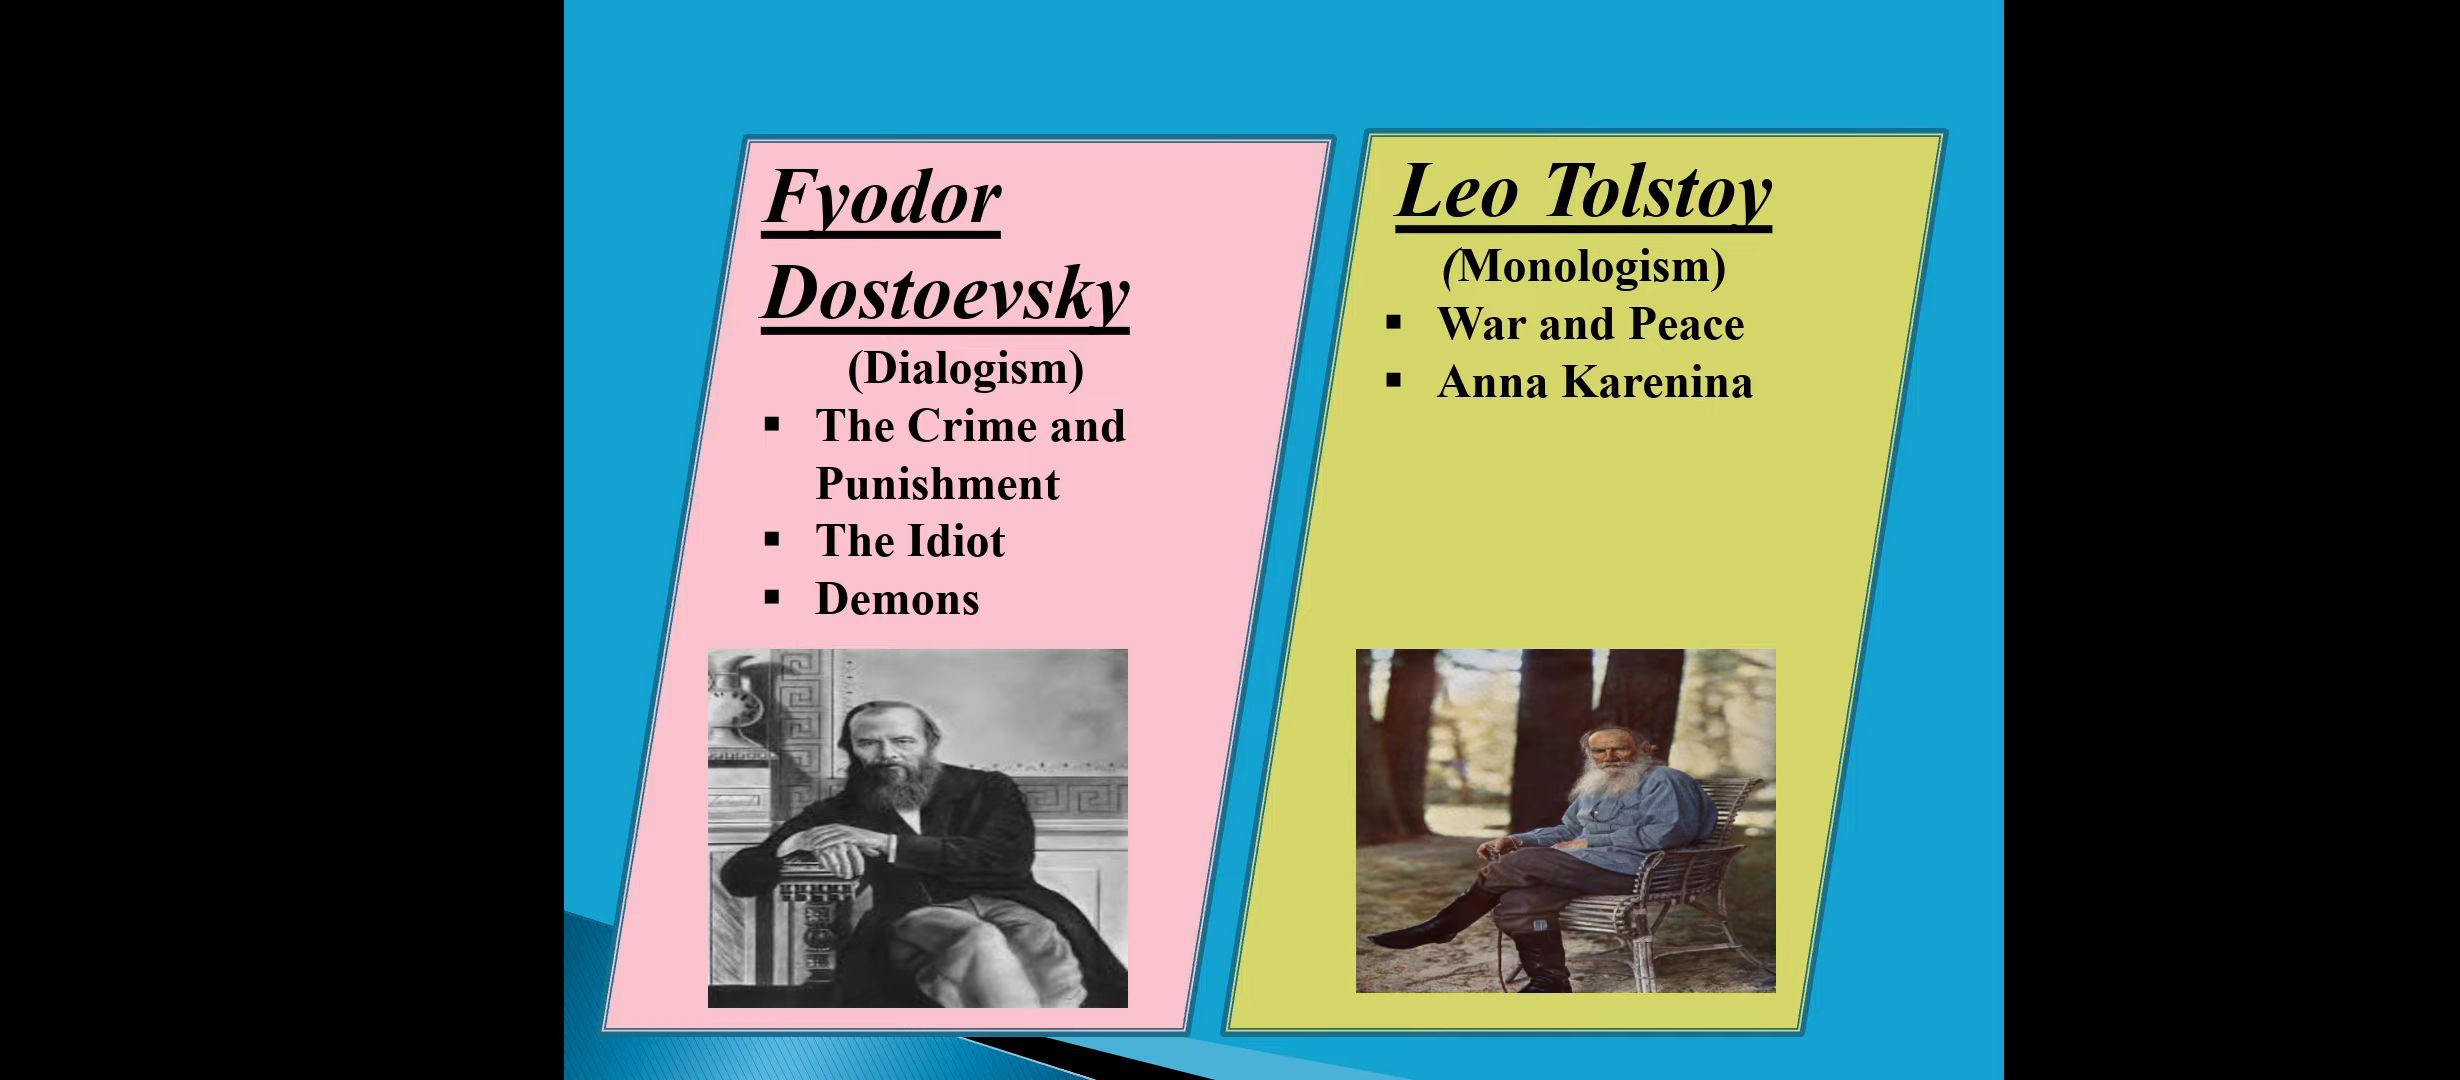 Fyodor
Dostoevsky
(Dialogism)
▪ The Crime and
Punishment
▪ The Idiot
▪ Demons
Leo Tolstoy
(Monologism)
▪ War and Peace
▪ Anna Karenina